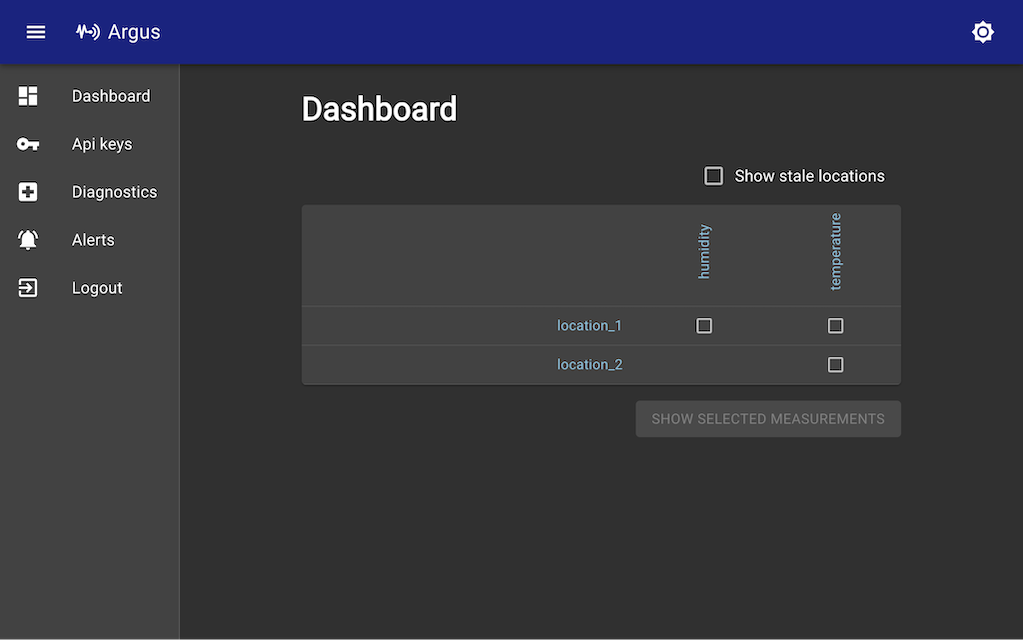 Argus
Dashboard
Api keys
Diagnostics
Alerts
Logout
Dashboard
Show stale locations
humidity
temperature
location_1
location_2
SHOW SELECTED MEASUREMENTS